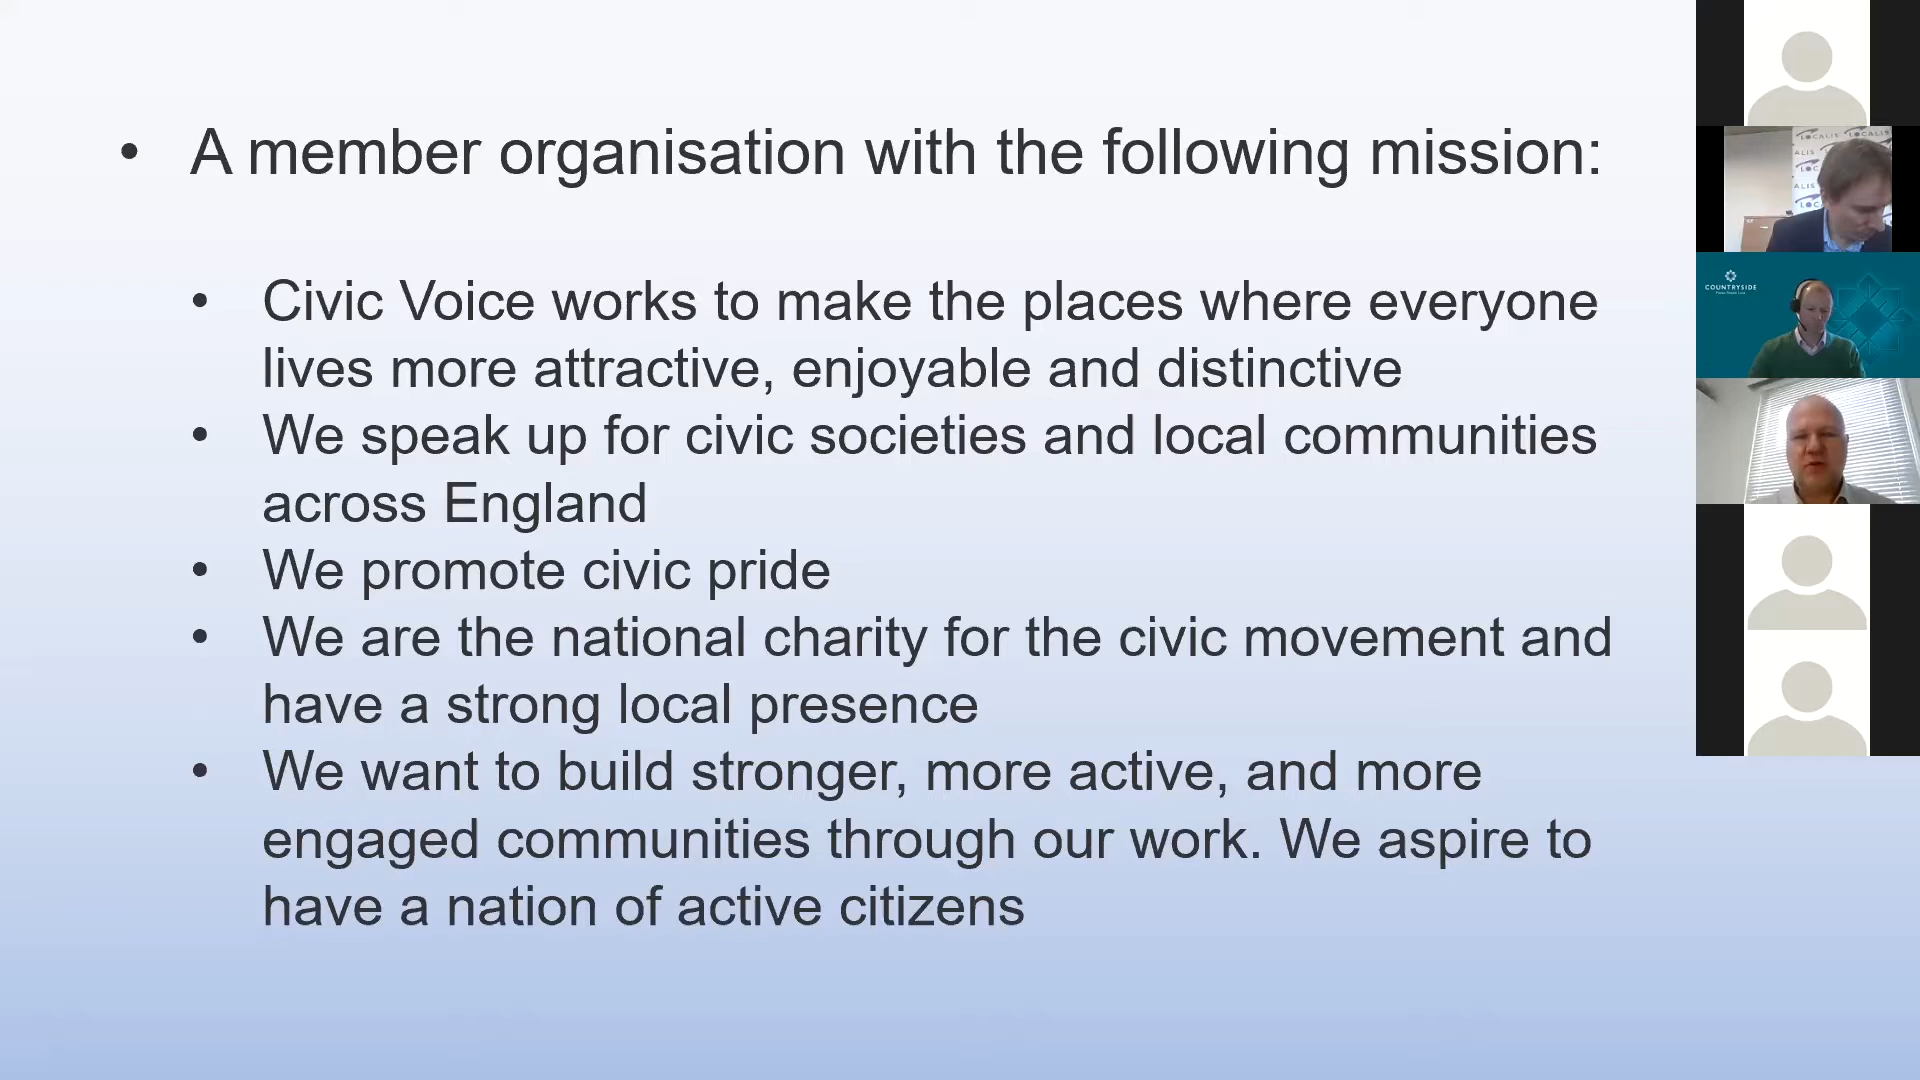 • A member organisation with the following mission:
• Civic Voice works to make the places where everyone
lives more attractive, enjoyable and distinctive
• We speak up for civic societies and local communities
across England
• We promote civic pride
• We are the national charity for the civic movement and
have a strong local presence
• We want to build stronger, more active, and more
engaged communities through our work. We aspire to
have a nation of active citizens
LOCALIS LOCALIS
COUNTRYSIDE